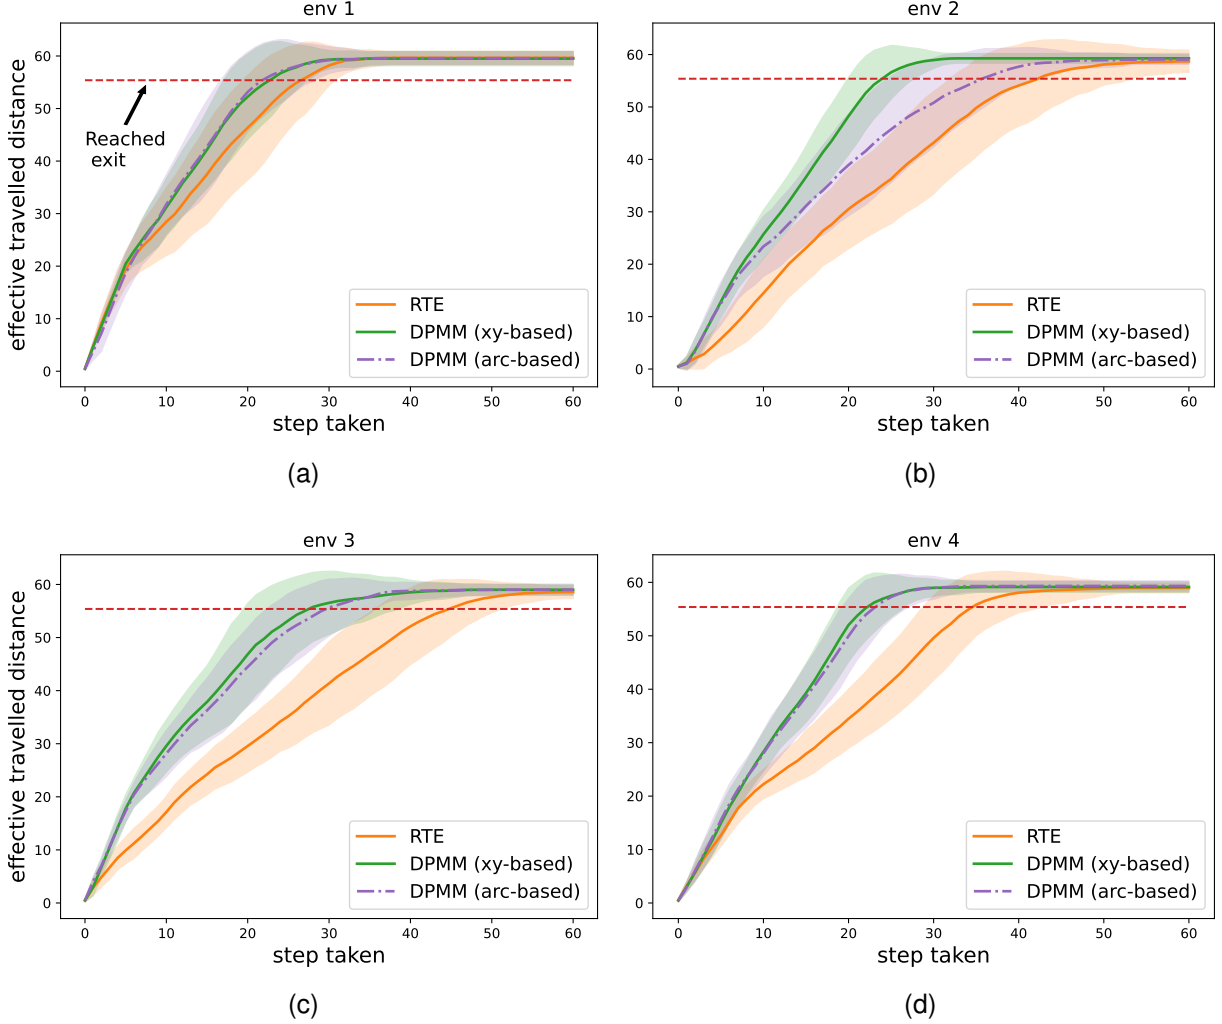 env 1
effective travelled distance
60
50
40
30
20
10
0
Reached
exit
RTE
DPMM (xy-based)
DPMM (arc-based)
0 10 20 30 40 50 60
step taken
(a)
env 2
60
50
40
30
20
10
0
RTE
DPMM (xy-based)
DPMM (arc-based)
0 10 20 30 40 50 60
step taken
(b)
env 3
effective travelled distance
60
50
40
30
20
10
0
RTE
DPMM (xy-based)
DPMM (arc-based)
0 10 20 30 40 50 60
step taken
(c)
env 4
60
50
40
30
20
10
0
RTE
DPMM (xy-based)
DPMM (arc-based)
0 10 20 30 40 50 60
step taken
(d)